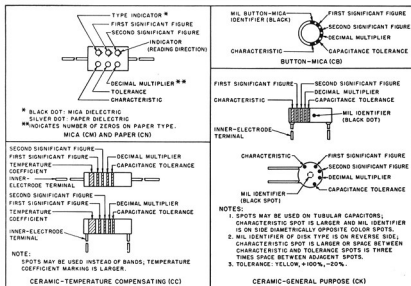 TYPE INDICATOR *
FIRST SIGNIFICANT FIGURE
SECOND SIGNIFICANT FIGURE
INDICATOR
(READING DIRECTION)
DECIMAL MULTIPLIER **
TOLERANCE
CHARACTERISTIC
* BLACK DOT: MICA DIELECTRIC
SILVER DOT: PAPER DIELECTRIC
** INDICATES NUMBER OF ZEROS ON PAPER TYPE.
MICA (CM) AND PAPER (CN)
MIL BUTTON-MICA
IDENTIFIER (BLACK)
FIRST SIGNIFICANT FIGURE
SECOND SIGNIFICANT FIGURE
DECIMAL MULTIPLIER
CHARACTERISTIC
CAPACITANCE TOLERANCE
BUTTON-MICA (CB)
SECOND SIGNIFICANT FIGURE
FIRST SIGNIFICANT FIGURE
DECIMAL MULTIPLIER
TEMPERATURE
COEFFICIENT
CAPACITANCE TOLERANCE
INNER-
ELECTRODE TERMINAL
SECOND SIGNIFICANT FIGURE
FIRST SIGNIFICANT FIGURE
DECIMAL MULTIPLIER
TEMPERATURE
COEFFICIENT
CAPACITANCE TOLERANCE
INNER-ELECTRODE
TERMINAL
NOTE:
SPOTS MAY BE USED INSTEAD OF BANDS; TEMPERATURE
COEFFICIENT MARKING IS LARGER.
CERAMIC-TEMPERATURE COMPENSATING (CC)
FIRST SIGNIFICANT FIGURE
SECOND SIGNIFICANT FIGURE
DECIMAL MULTIPLIER
CHARACTERISTIC
CAPACITANCE TOLERANCE
MIL IDENTIFIER
(BLACK DOT)
INNER-ELECTRODE
TERMINAL
CHARACTERISTIC
FIRST SIGNIFICANT FIGURE
SECOND SIGNIFICANT FIGURE
DECIMAL MULTIPLIER
CAPACITANCE TOLERANCE
MIL IDENTIFIER
(BLACK SPOT)
NOTES:
1. SPOTS MAY BE USED ON TUBULAR CAPACITORS;
CHARACTERISTIC SPOT IS LARGER AND MIL IDENTIFIER
IS ON SIDE DIAMETRICALLY OPPOSITE COLOR SPOTS.
2. MIL IDENTIFIER OF DISK TYPE IS ON REVERSE SIDE;
CHARACTERISTIC SPOT IS LARGER OR SPACE BETWEEN
CHARACTERISTIC AND TOLERANCE SPOTS IS THREE
TIMES SPACE BETWEEN ADJACENT SPOTS.
3. TOLERANCE: YELLOW, +100%, -20%.
CERAMIC-GENERAL PURPOSE (CK)